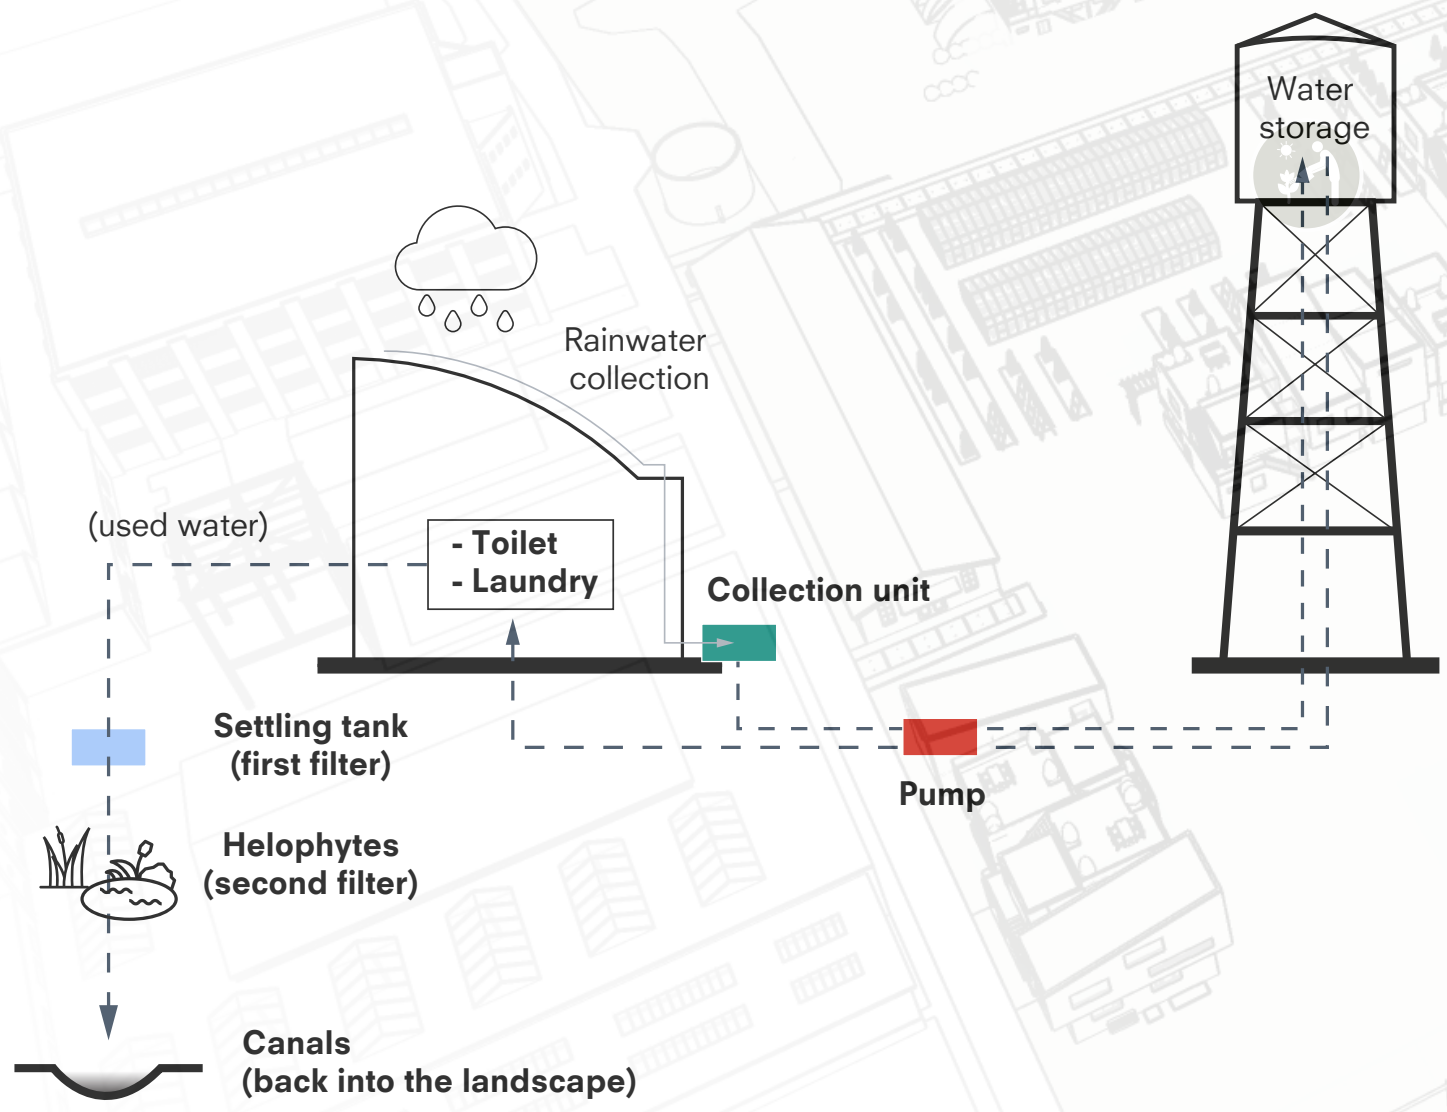 Water
storage
Rainwater
collection
(used water)
- Toilet
- Laundry
Collection unit
Settling tank
(first filter)
Pump
Helophytes
(second filter)
Canals
(back into the landscape)